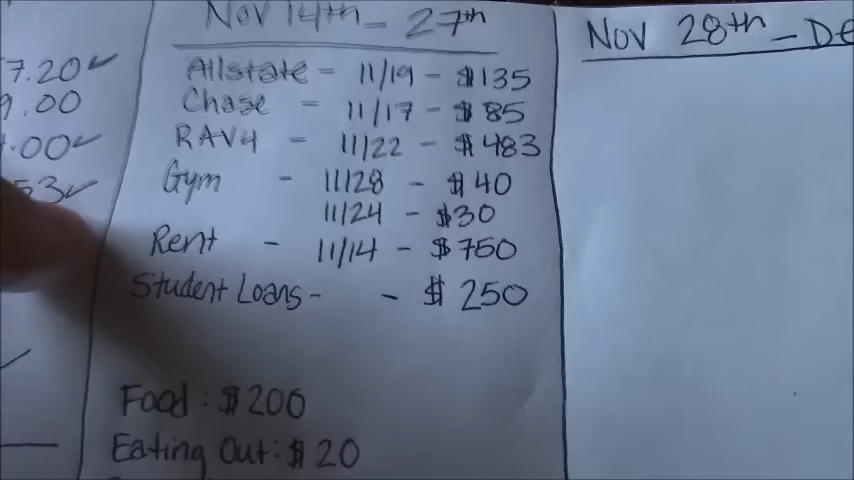 7.20✓
9.00
.00✓
53✓
Nov 14th - 27th
Allstate - 11/19 - $135
Chase - 11/17 - $85
RAV4 - 11/22 - $483
Gym - 11/28 - $40
11/24 - $30
Rent - 11/14 - $750
Student Loans - - $250
Food: $200
Eating Out: $20
Nov 28th - De